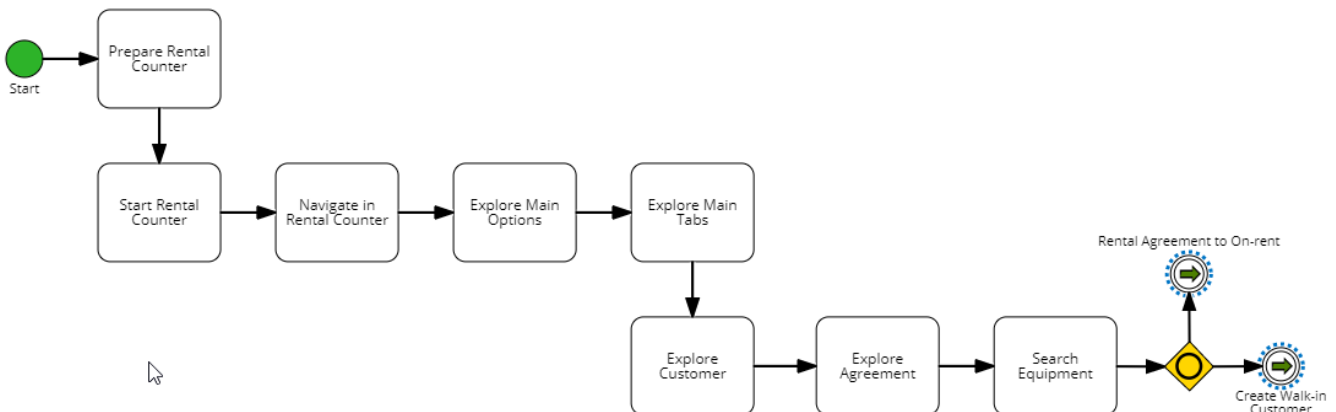 Prepare Rental
Counter
Start
Start Rental
Counter
Navigate in
Rental Counter
Explore Main
Options
Explore Main
Tabs
Rental Agreement to On-rent
Explore
Customer
Explore
Agreement
Search
Equipment
Create Walk-in
Customer